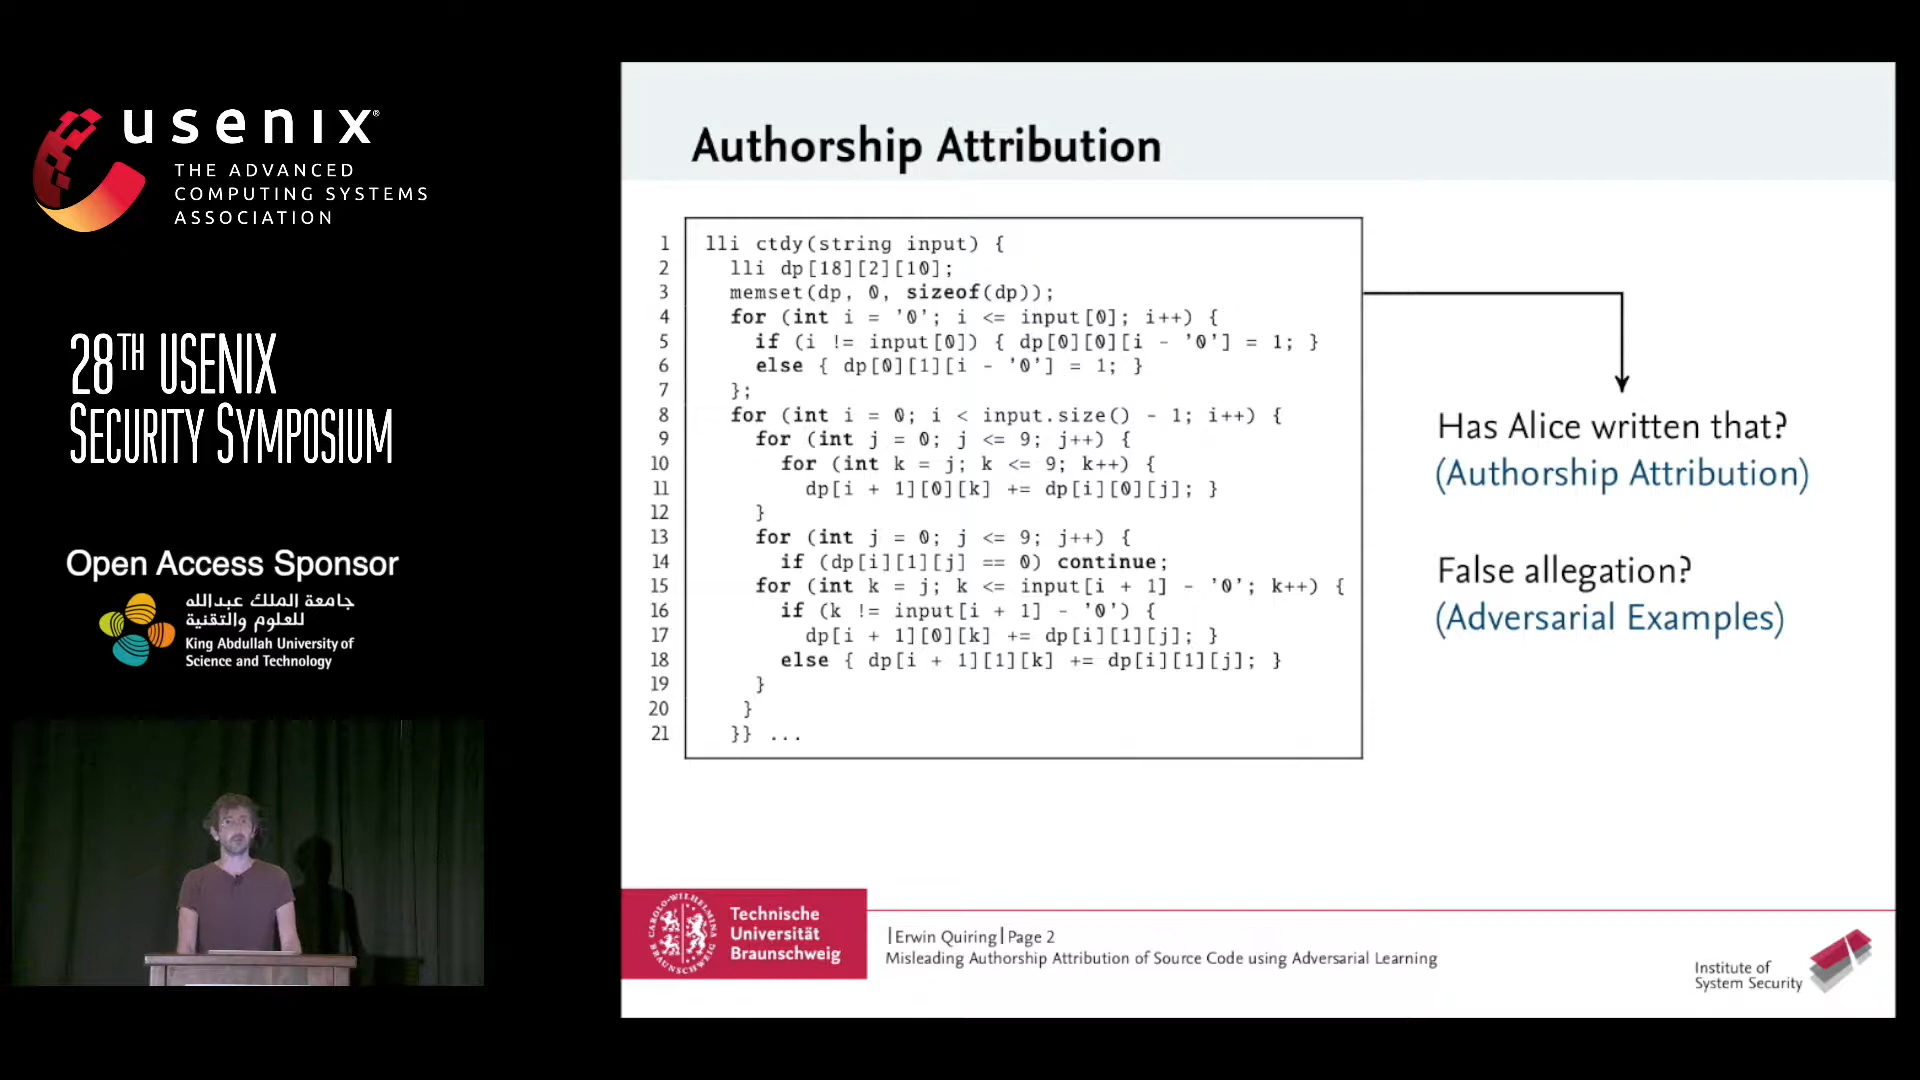 usenix®
THE ADVANCED
COMPUTING SYSTEMS
ASSOCIATION
28TH USENIX
SECURITY SYMPOSIUM
Open Access Sponsor
جامعة الملك عبدالله
للعلوم والتقنية
King Abdullah University of
Science and Technology
Authorship Attribution
1 lli ctdy(string input) {
2 lli dp[18][2][10];
3 memset(dp, 0, sizeof(dp));
4 for (int i = '0'; i <= input[0]; i++) {
5 if (i != input[0]) { dp[0][0][i - '0'] = 1; }
6 else { dp[0][1][i - '0'] = 1; }
7 };
8 for (int i = 0; i < input.size() - 1; i++) {
9 for (int j = 0; j <= 9; j++) {
10 for (int k = j; k <= 9; k++) {
11 dp[i + 1][0][k] += dp[i][0][j]; }
12 }
13 for (int j = 0; j <= 9; j++) {
14 if (dp[i][1][j] == 0) continue;
15 for (int k = j; k <= input[i + 1] - '0'; k++) {
16 if (k != input[i + 1] - '0') {
17 dp[i + 1][0][k] += dp[i][1][j]; }
18 else { dp[i + 1][1][k] += dp[i][1][j]; }
19 }
20 }
21 }} ...
Has Alice written that?
(Authorship Attribution)
False allegation?
(Adversarial Examples)
CAROLO-WILHELMINA
BRAUNSCHWEIG
Technische
Universität
Braunschweig
| Erwin Quiring | Page 2
Misleading Authorship Attribution of Source Code using Adversarial Learning
Institute of
System Security